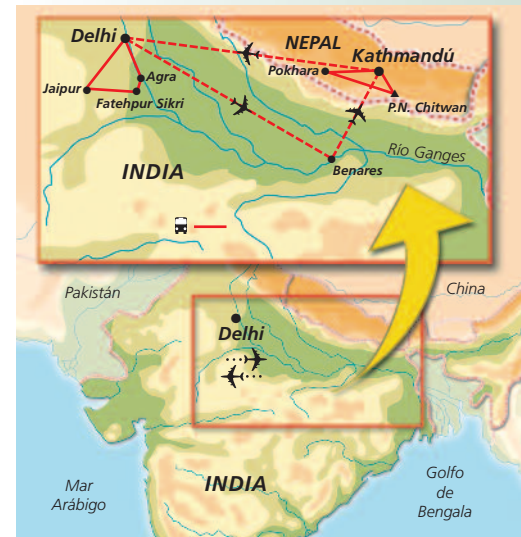 Delhi
NEPAL
Kathmandú
Pokhara
Jaipur
Agra
Fatehpur Sikri
P.N. Chitwan
INDIA
Río Ganges
Benares
Pakistán
China
Delhi
INDIA
Mar
Arábigo
Golfo
de
Bengala